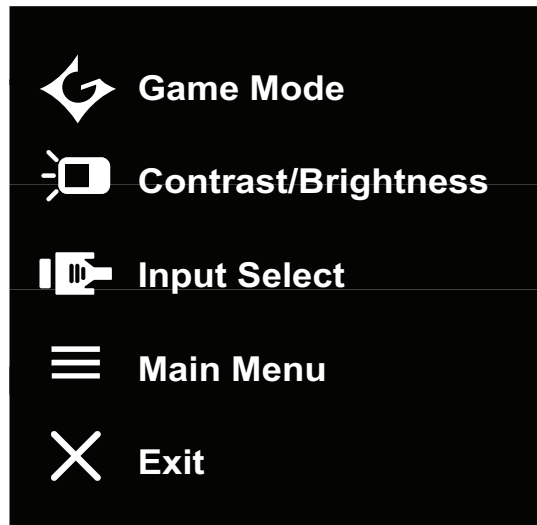 Game Mode
Contrast/Brightness
Input Select
Main Menu
Exit